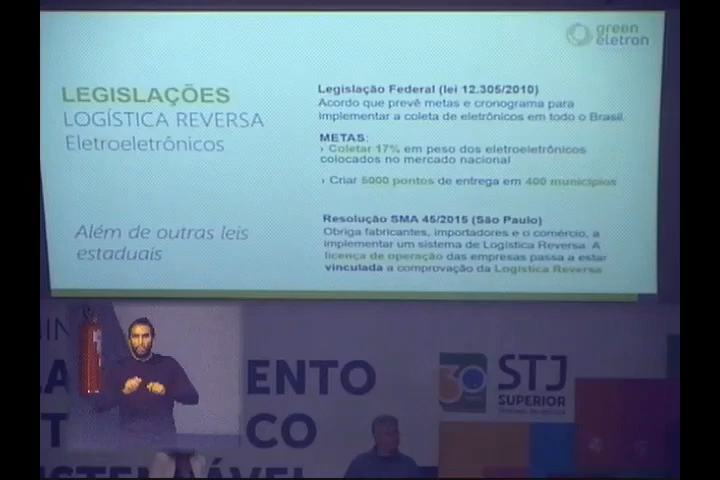 green
eletron
LEGISLAÇÕES
LOGÍSTICA REVERSA
Eletroeletrônicos
Além de outras leis
estaduais
Legislação Federal (lei 12.305/2010)
Acordo que prevê metas e cronograma para
implementar a coleta de eletrônicos em todo o Brasil.
METAS:
› Coletar 17% em peso dos eletroeletrônicos
colocados no mercado nacional
› Criar 5000 pontos de entrega em 400 municípios
Resolução SMA 45/2015 (São Paulo)
Obriga fabricantes, importadores e o comércio, a
implementar um sistema de Logística Reversa. A
licença de operação das empresas passa a estar
vinculada a comprovação da Logística Reversa
ENTO
CO
30
STJ
SUPERIOR